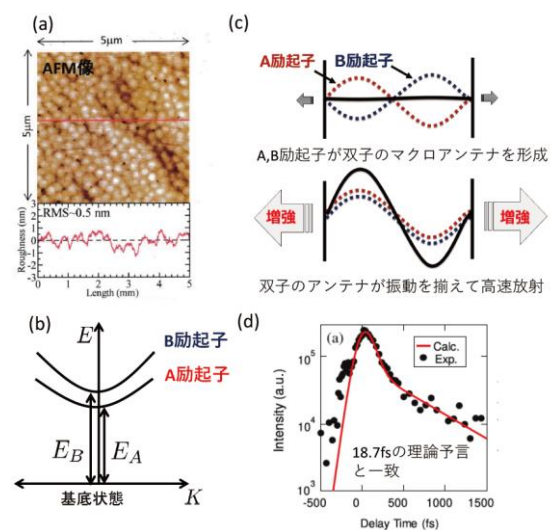 (a)
5μm
AFM像
5μm
RMS~0.5 nm
Roughness (nm)
3
2
1
0
-1
-2
-3
0 1 2 3 4 5
Length (mm)
(b)
E
B励起子
A励起子
E_B
E_A
基底状態
K
(c)
A励起子
B励起子
A,B励起子が双子のマクロアンテナを形成
増強
増強
双子のアンテナが振動を揃えて高速放射
(d)
(a)
Calc.
Exp.
Intensity (a.u.)
10^5
10^4
10^3
18.7fsの理論予言
と一致
-500 0 500 1000 1500
Delay Time (fs)